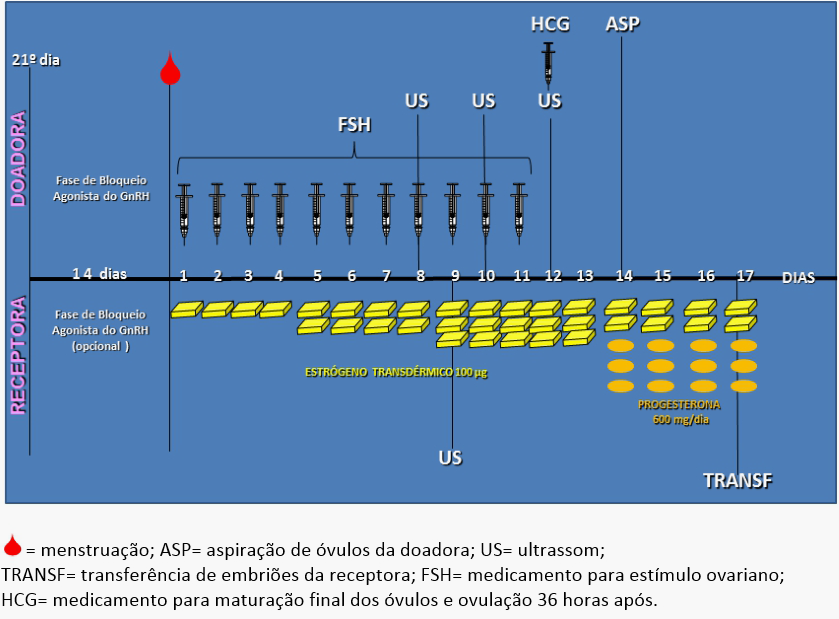 HCG ASP
21º dia
US US US
FSH
DOADORA
Fase de Bloqueio
Agonista do GnRH
14 dias 1 2 3 4 5 6 7 8 9 10 11 12 13 14 15 16 17 DIAS
RECEPTORA
Fase de Bloqueio
Agonista do GnRH
(opcional )
ESTRÓGENO TRANSDÉRMICO 100 µg
PROGESTERONA
600 mg/dia
US
TRANSF
= menstruação; ASP= aspiração de óvulos da doadora; US= ultrassom;
TRANSF= transferência de embriões da receptora; FSH= medicamento para estímulo ovariano;
HCG= medicamento para maturação final dos óvulos e ovulação 36 horas após.